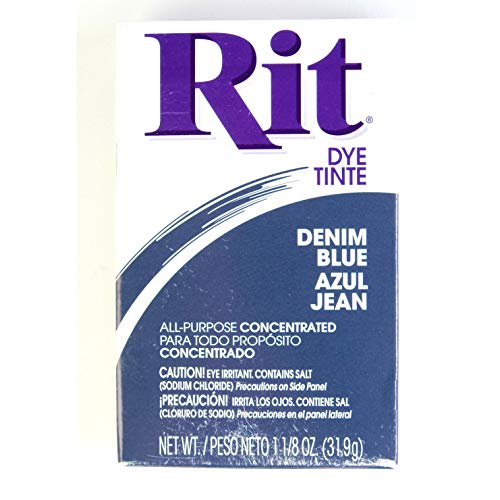 Rit®
DYE
TINTE
DENIM
BLUE
AZUL
JEAN
ALL-PURPOSE CONCENTRATED
PARA TODO PROPÓSITO
CONCENTRADO
CAUTION! EYE IRRITANT. CONTAINS SALT
(SODIUM CHLORIDE) Precautions on Side Panel
¡PRECAUCIÓN! IRRITA LOS OJOS. CONTIENE SAL
(CLORURO DE SODIO) Precauciones en el panel lateral
NET WT. / PESO NETO 1 1/8 OZ. (31.9g)